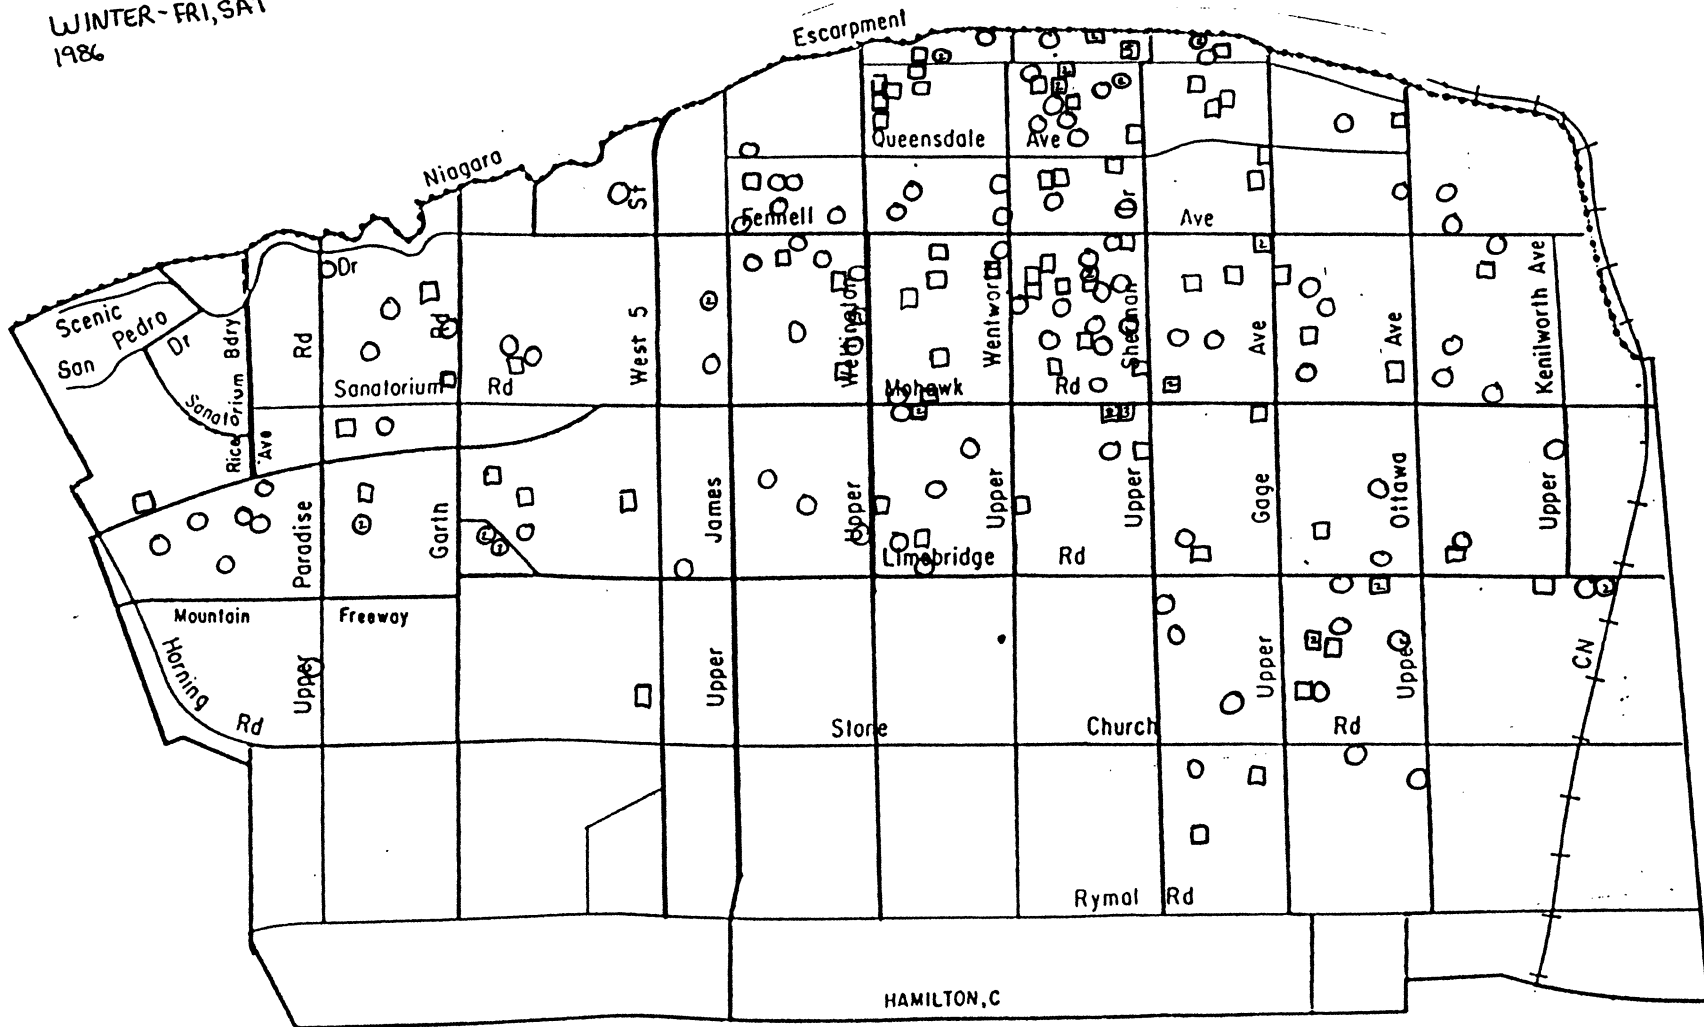 WINTER-FRI, SAT
1986
Escarpment
Niagara
Queensdale Ave
St
Fennell Ave
Dr
Scenic
San Pedro Dr
Bdry
Rd
Rd
West 5
Wellington
Wentworth
Sherman
Dr
Ave
Ave
Kenilworth Ave
Sanatorium Rd
Sanatorium
Mohawk Rd
Rice Ave
Paradise
Garth
James
Upper
Upper
Upper
Gage
Ottawa
Upper
Limebridge Rd
Mountain Freeway
Horning Rd
Upper
Upper
Upper
Upper
CN
Stone Church Rd
Rymal Rd
HAMILTON, C